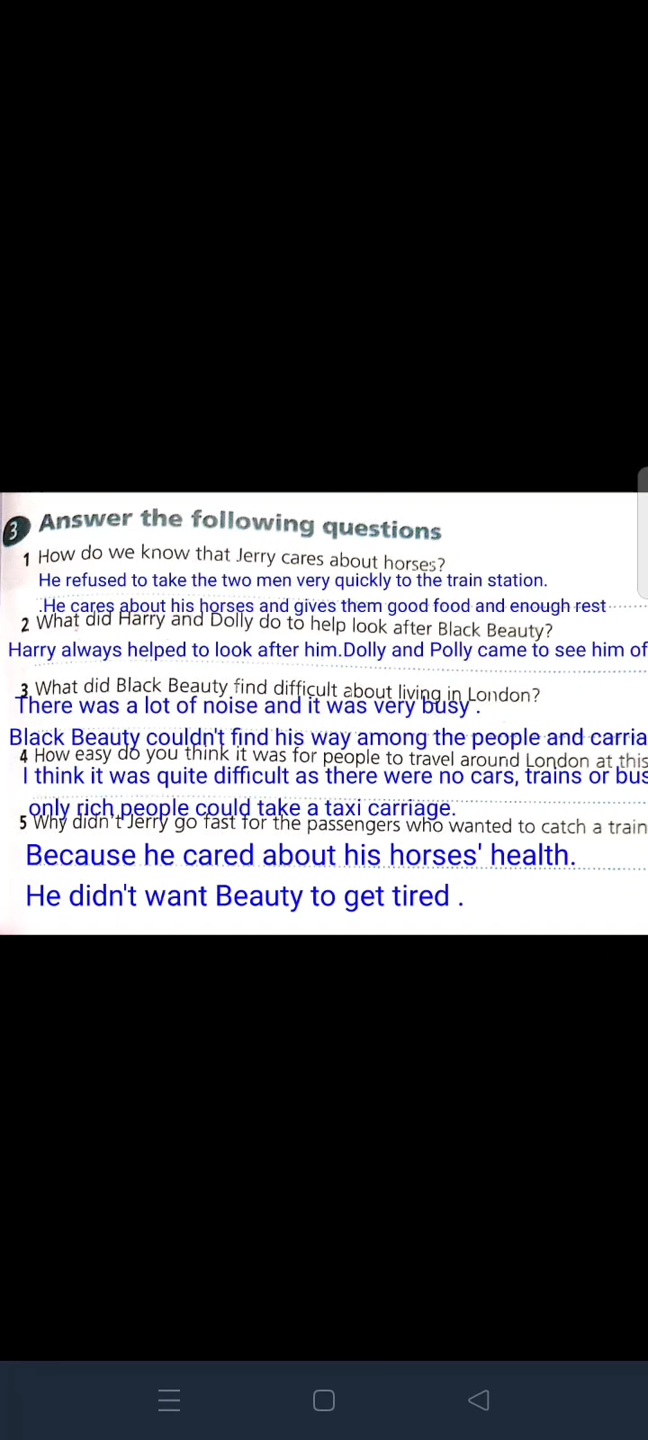 3 Answer the following questions
1 How do we know that Jerry cares about horses?
He refused to take the two men very quickly to the train station.
.He cares about his horses and gives them good food and enough rest
2 What did Harry and Dolly do to help look after Black Beauty?
Harry always helped to look after him.Dolly and Polly came to see him of
3 What did Black Beauty find difficult about living in London?
There was a lot of noise and it was very busy .
Black Beauty couldn't find his way among the people and carria
4 How easy do you think it was for people to travel around London at this
I think it was quite difficult as there were no cars, trains or bus
only rich people could take a taxi carriage.
5 Why didn't Jerry go fast for the passengers who wanted to catch a train
Because he cared about his horses' health.
He didn't want Beauty to get tired .